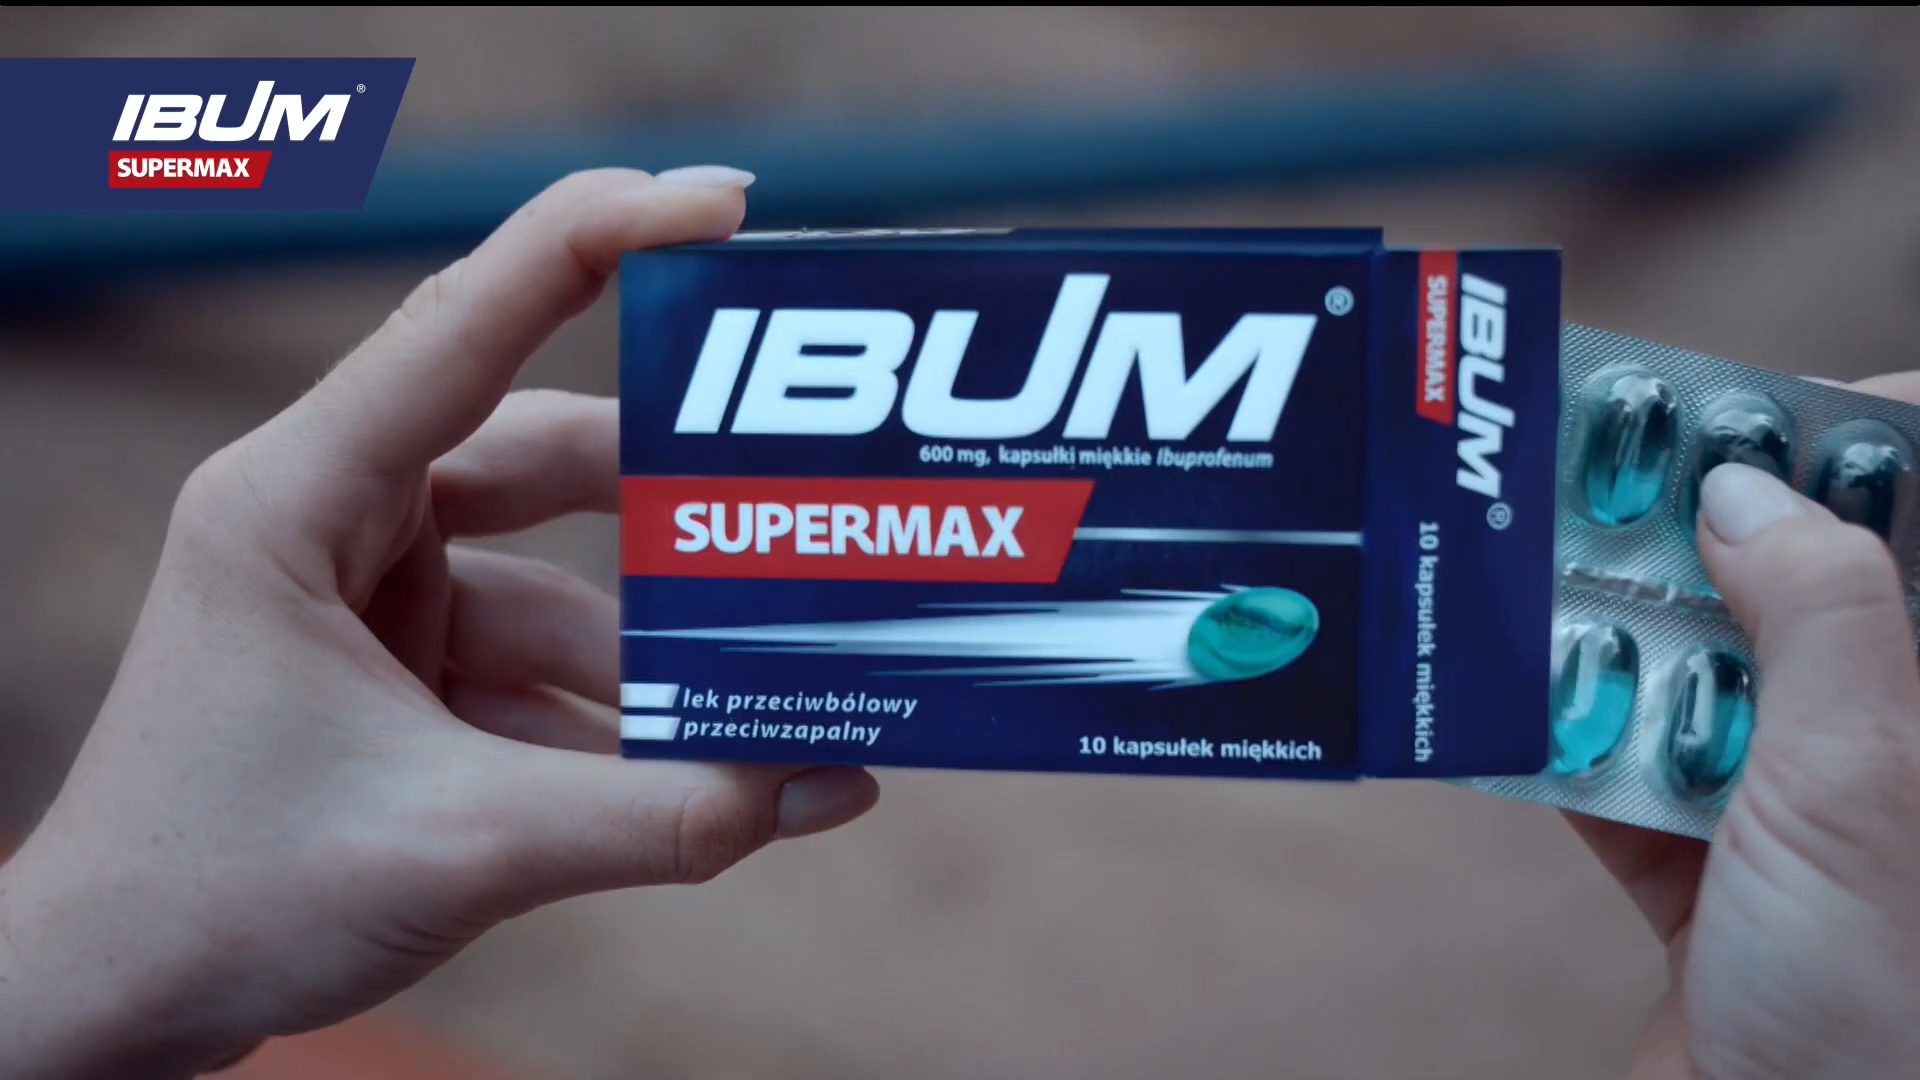 IBUM®
SUPERMAX
IBUM®
600 mg, kapsułki miękkie Ibuprofenum
SUPERMAX
lek przeciwbólowy
przeciwzapalny
10 kapsułek miękkich
IBUM®
SUPERMAX
10 kapsułek miękkich